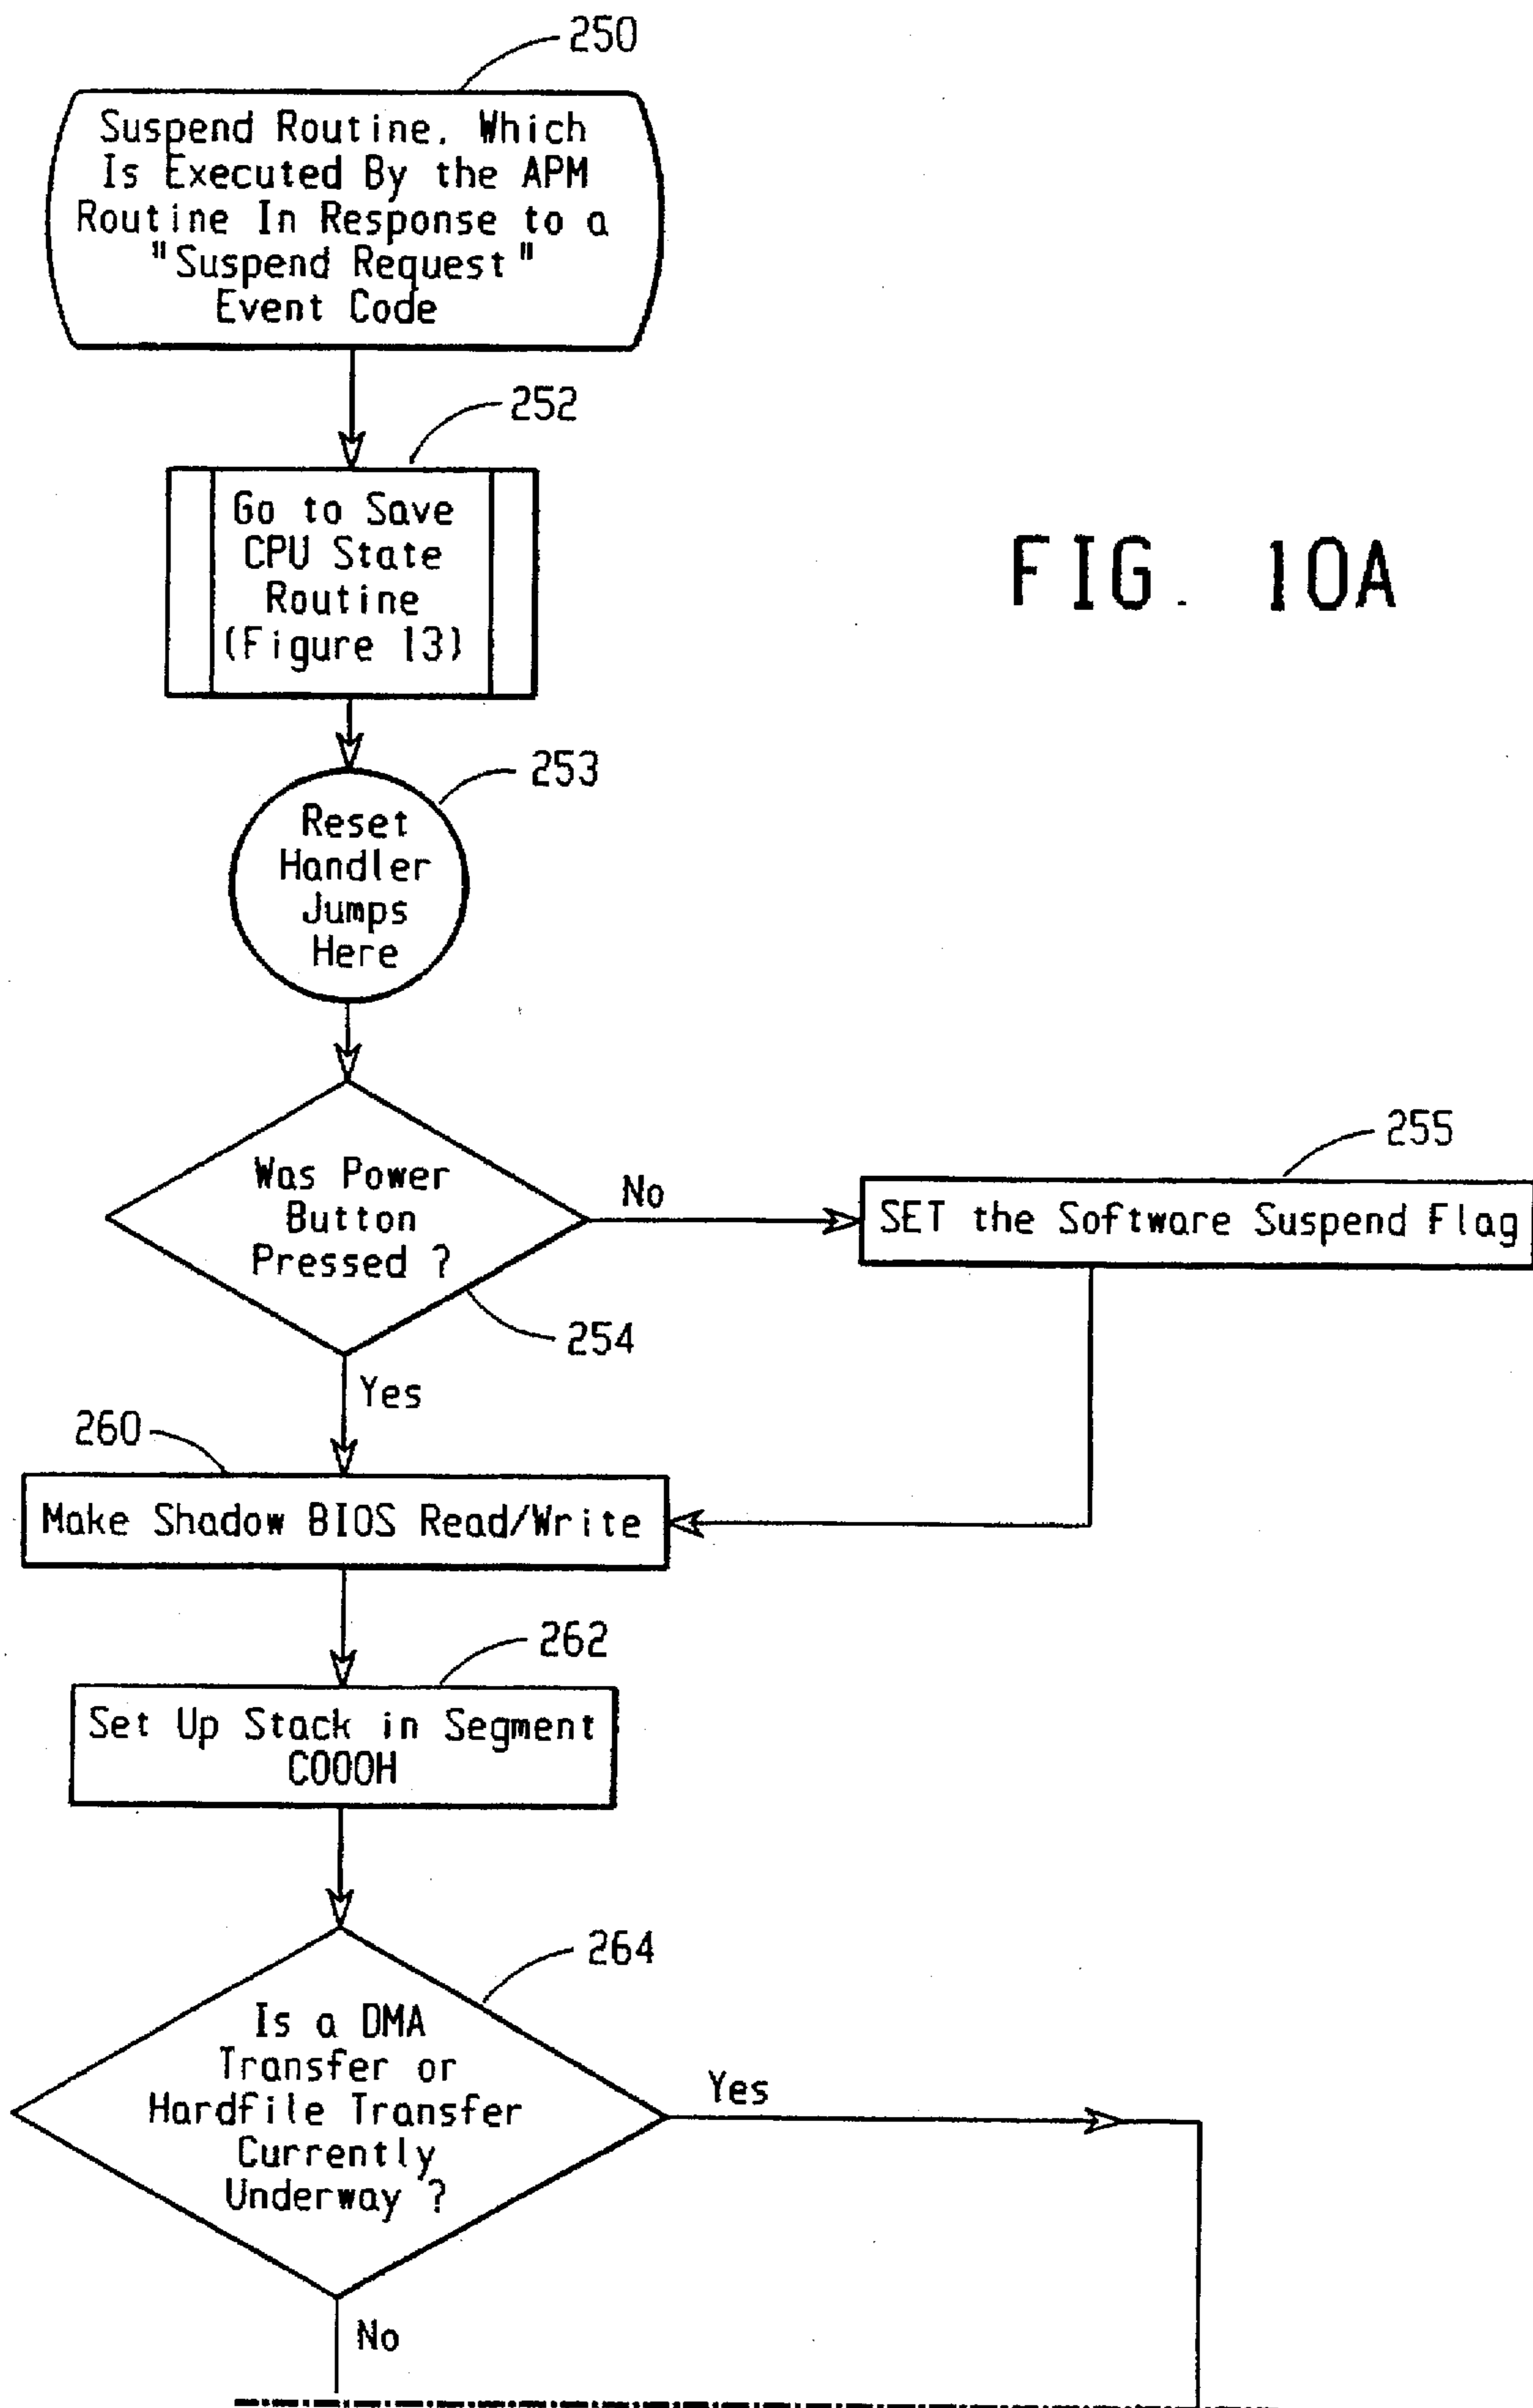 250
Suspend Routine, Which
Is Executed By the APM
Routine In Response to a
"Suspend Request"
Event Code
252
Go to Save
CPU State
Routine
(Figure 13)
FIG. 10A
253
Reset
Handler
Jumps
Here
Was Power
Button
Pressed ?
No
255
SET the Software Suspend Flag
254
Yes
260
Make Shadow BIOS Read/Write
262
Set Up Stack in Segment
C000H
264
Is a DMA
Transfer or
Hardfile Transfer
Currently
Underway ?
Yes
No